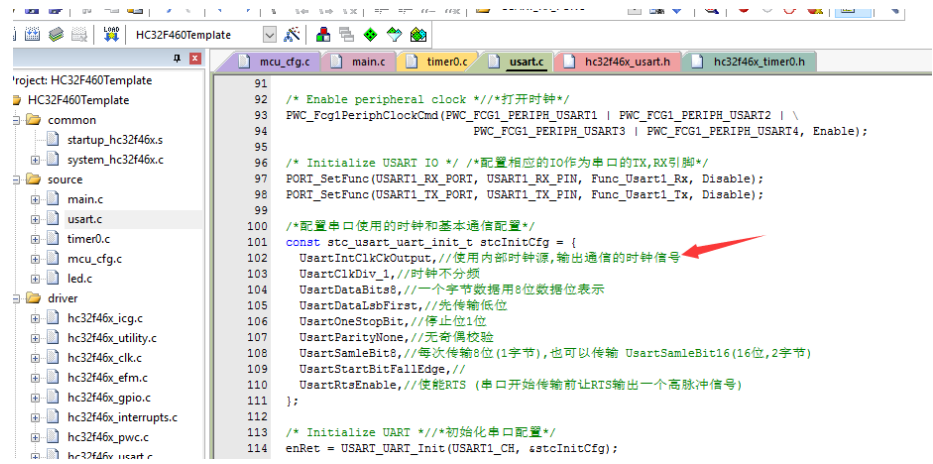 LOAD
HC32F460Template
Project: HC32F460Template
HC32F460Template
common
startup_hc32f46x.s
system_hc32f46x.c
source
main.c
usart.c
timer0.c
mcu_cfg.c
led.c
driver
hc32f46x_icg.c
hc32f46x_utility.c
hc32f46x_clk.c
hc32f46x_efm.c
hc32f46x_gpio.c
hc32f46x_interrupts.c
hc32f46x_pwc.c
hc32f46x_usart.c
mcu_cfg.c main.c timer0.c usart.c hc32f46x_usart.h hc32f46x_timer0.h
91
92 /* Enable peripheral clock *//*打开时钟*/
93 PWC_Fcg1PeriphClockCmd(PWC_FCG1_PERIPH_USART1 | PWC_FCG1_PERIPH_USART2 | \
94 PWC_FCG1_PERIPH_USART3 | PWC_FCG1_PERIPH_USART4, Enable);
95
96 /* Initialize USART IO */ /*配置相应的IO作为串口的TX,RX引脚*/
97 PORT_SetFunc(USART1_RX_PORT, USART1_RX_PIN, Func_Usart1_Rx, Disable);
98 PORT_SetFunc(USART1_TX_PORT, USART1_TX_PIN, Func_Usart1_Tx, Disable);
99
100 /*配置串口使用的时钟和基本通信配置*/
101 const stc_usart_uart_init_t stcInitCfg = {
102 UsartIntClkCkOutput,//使用内部时钟源,输出通信的时钟信号
103 UsartClkDiv_1,//时钟不分频
104 UsartDataBits8,//一个字节数据用8位数据位表示
105 UsartDataLsbFirst,//先传输低位
106 UsartOneStopBit,//停止位1位
107 UsartParityNone,//无奇偶校验
108 UsartSamleBit8,//每次传输8位(1字节),也可以传输 UsartSamleBit16(16位,2字节)
109 UsartStartBitFallEdge,//
110 UsartRtsEnable,//使能RTS (串口开始传输前让RTS输出一个高脉冲信号)
111 };
112
113 /* Initialize UART *//*初始化串口配置*/
114 enRet = USART_UART_Init(USART1_CH, &stcInitCfg);